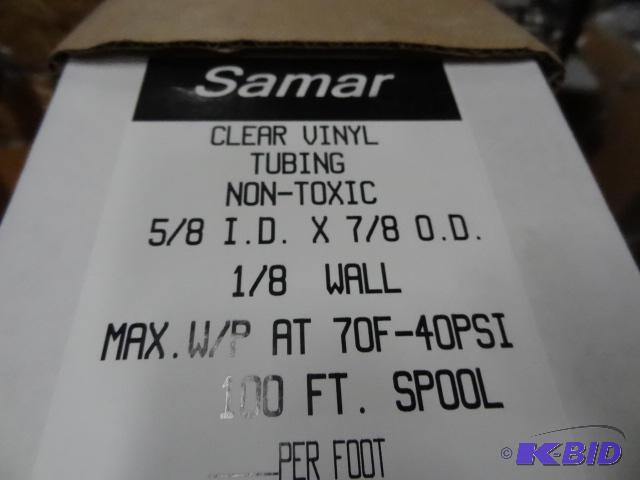 Samar
CLEAR VINYL
TUBING
NON-TOXIC
5/8 I.D. X 7/8 O.D.
1/8 WALL
MAX.W/P AT 70F-40PSI
100 FT. SPOOL
PER FOOT
© K-BID